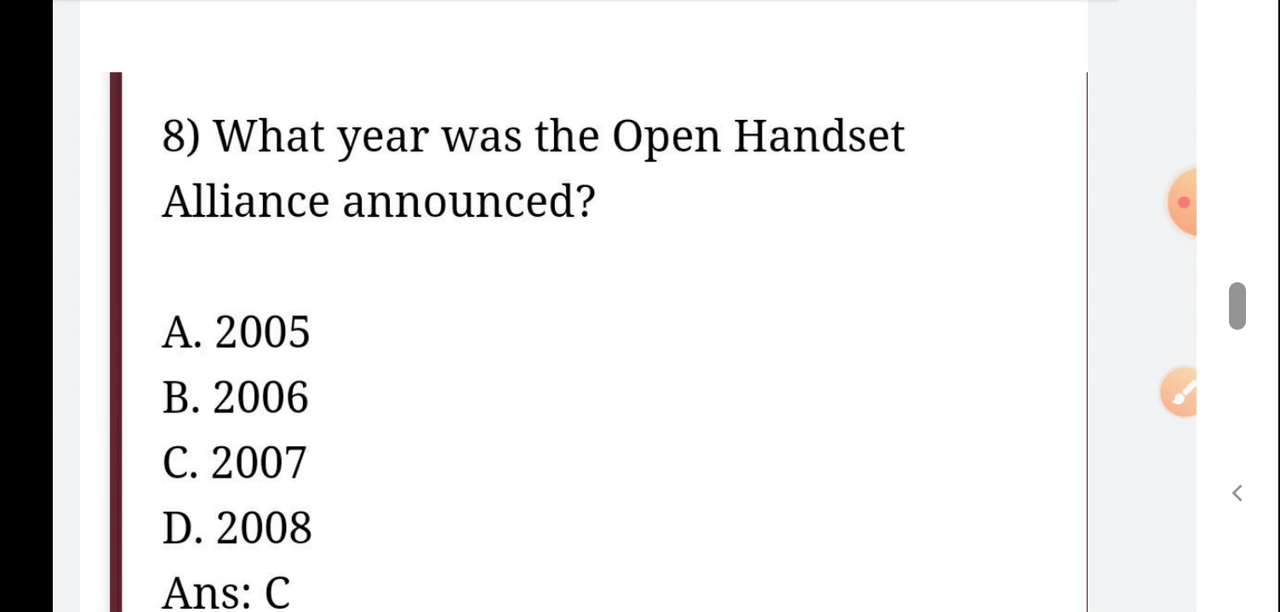 8) What year was the Open Handset
Alliance announced?
A. 2005
B. 2006
C. 2007
D. 2008
Ans: C